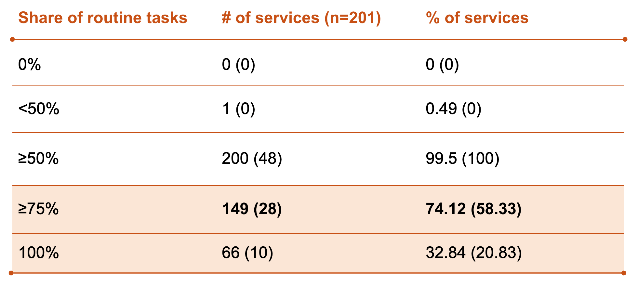 Share of routine tasks # of services (n=201) % of services
0% 0 (0) 0 (0)
<50% 1 (0) 0.49 (0)
≥50% 200 (48) 99.5 (100)
≥75% 149 (28) 74.12 (58.33)
100% 66 (10) 32.84 (20.83)